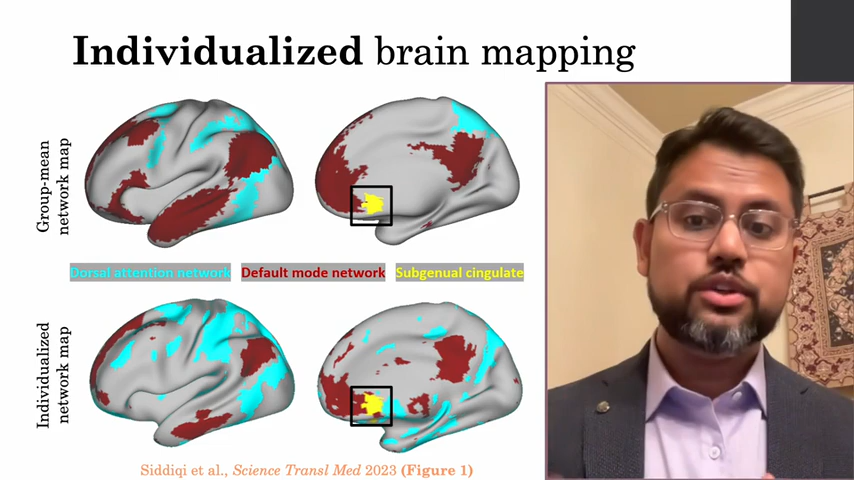 Individualized brain mapping
Group-mean
network map
Dorsal attention network Default mode network Subgenual cingulate
Individualized
network map
Siddiqi et al., Science Transl Med 2023 (Figure 1)